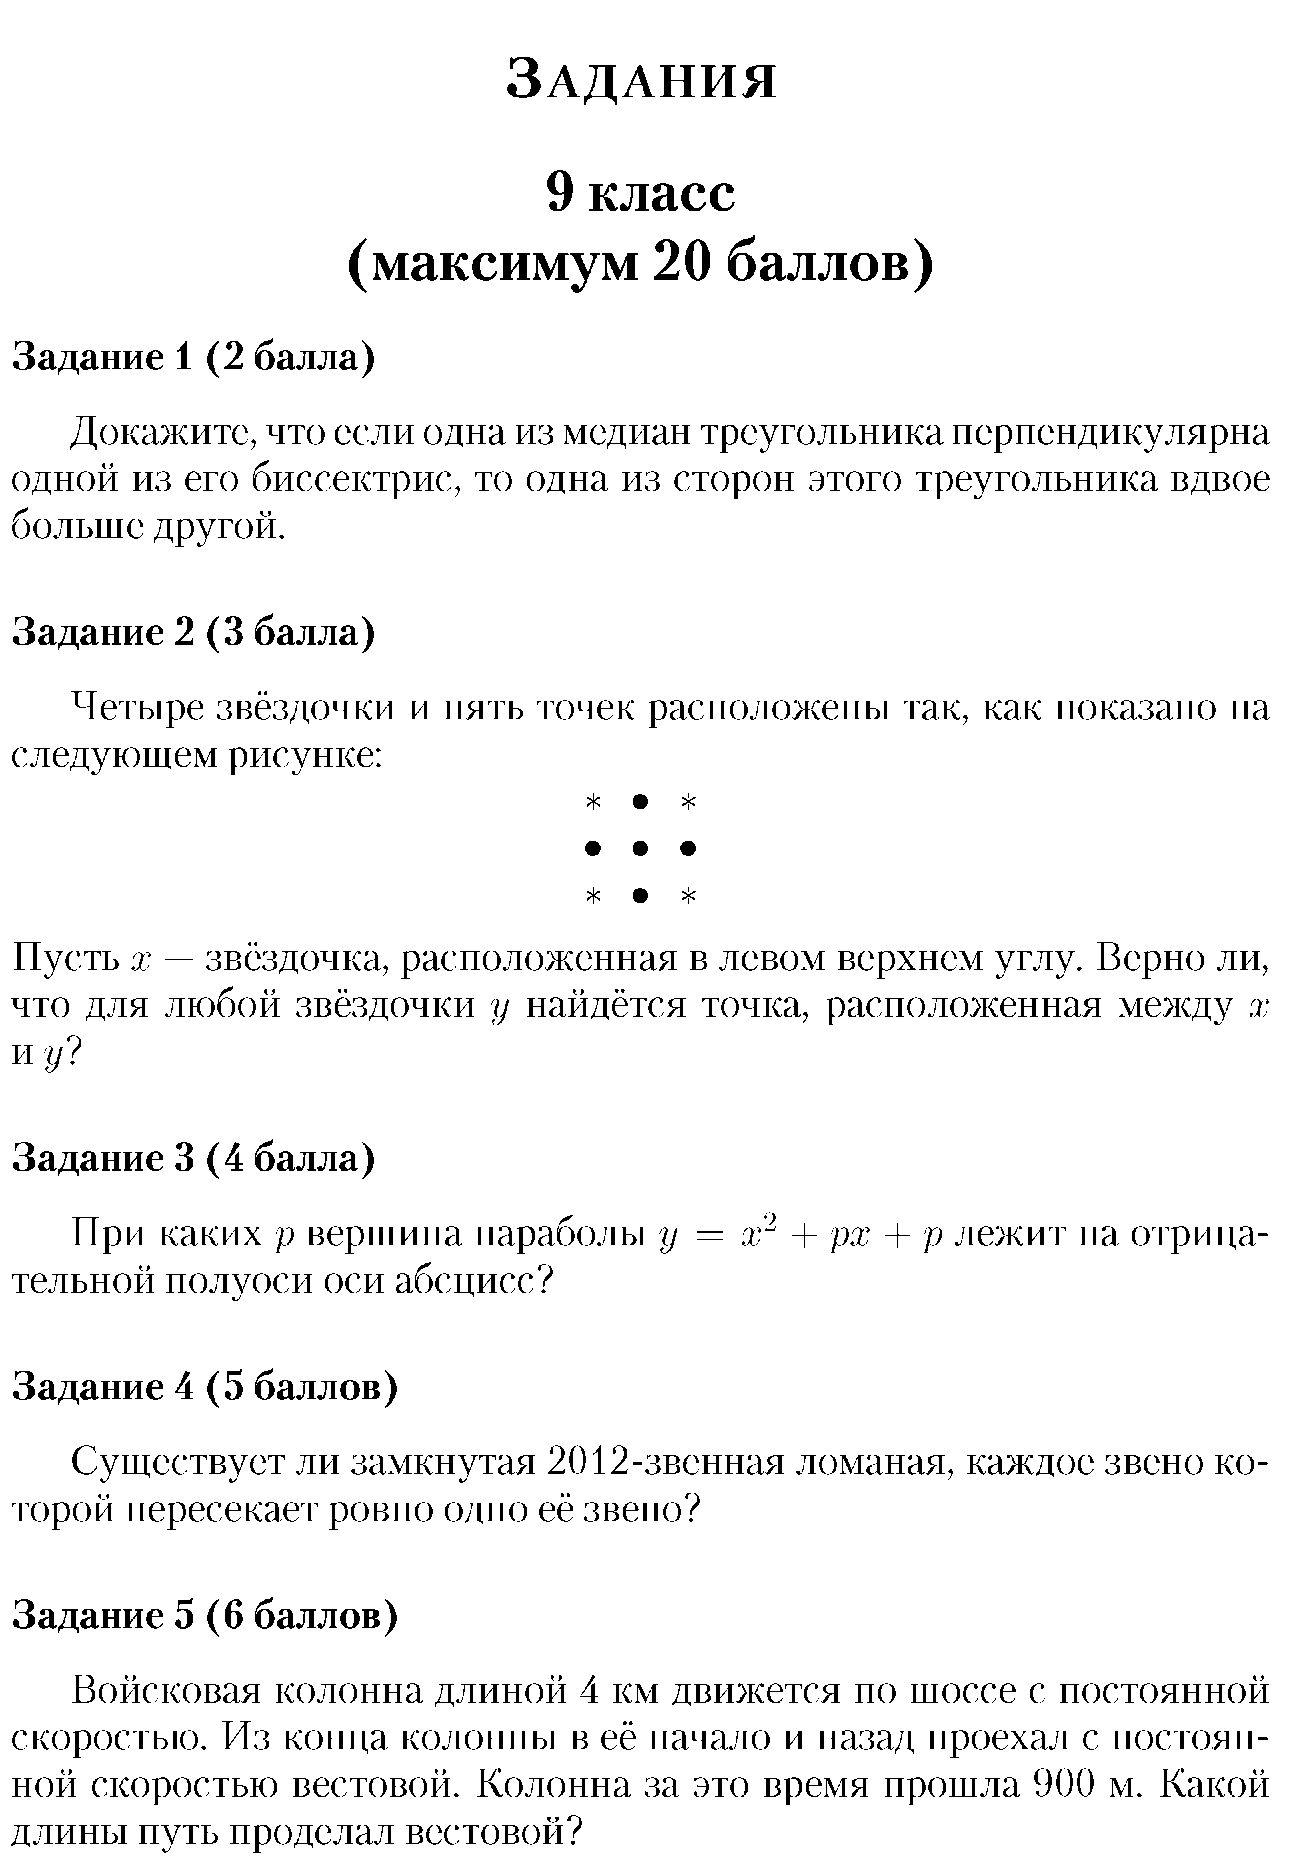 ЗАДАНИЯ
9 класс
(максимум 20 баллов)
Задание 1 (2 балла)
Докажите, что если одна из медиан треугольника перпендикулярна
одной из его биссектрис, то одна из сторон этого треугольника вдвое
больше другой.
Задание 2 (3 балла)
Четыре звёздочки и пять точек расположены так, как показано на
следующем рисунке:
* • *
• • •
* • *
Пусть x — звёздочка, расположенная в левом верхнем углу. Верно ли,
что для любой звёздочки y найдётся точка, расположенная между x
и y?
Задание 3 (4 балла)
При каких p вершина параболы y = x² + px + p лежит на отрица-
тельной полуоси оси абсцисс?
Задание 4 (5 баллов)
Существует ли замкнутая 2012-звенная ломаная, каждое звено ко-
торой пересекает ровно одно её звено?
Задание 5 (6 баллов)
Войсковая колонна длиной 4 км движется по шоссе с постоянной
скоростью. Из конца колонны в её начало и назад проехал с постоян-
ной скоростью вестовой. Колонна за это время прошла 900 м. Какой
длины путь проделал вестовой?